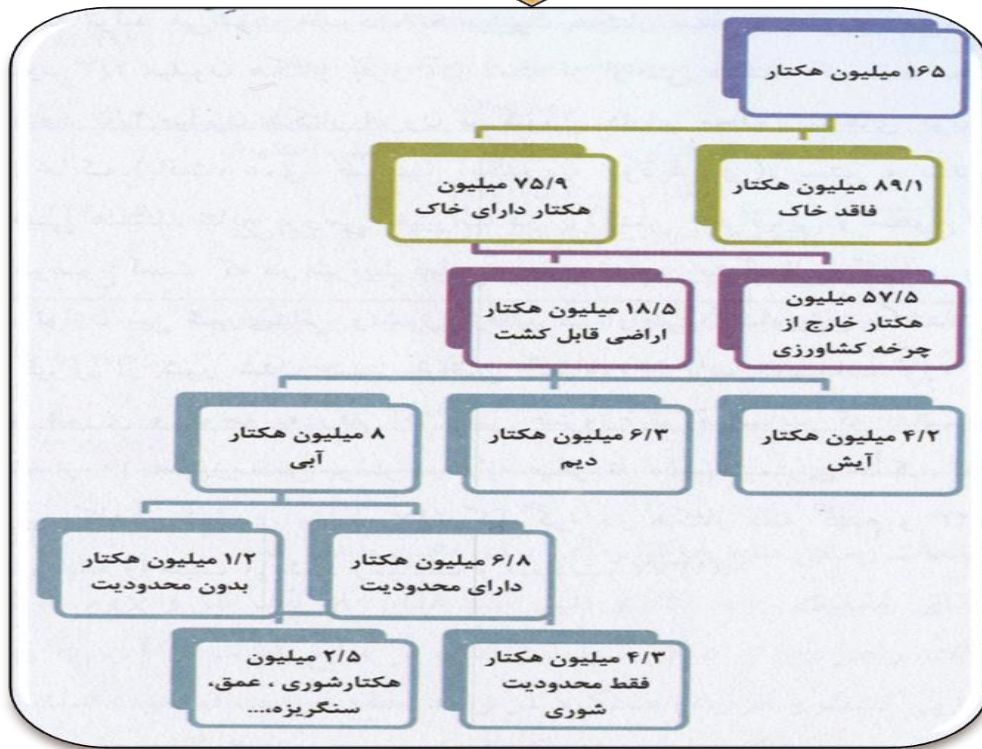 ۱۶۵ میلیون هکتار
۸۹/۱ میلیون هکتار
فاقد خاک
۷۵/۹ میلیون
هکتار دارای خاک
۵۷/۵ میلیون
هکتار خارج از
چرخه کشاورزی
۱۸/۵ میلیون هکتار
اراضی قابل کشت
۴/۲ میلیون هکتار
آیش
۶/۳ میلیون هکتار
دیم
۸ میلیون هکتار
آبی
۶/۸ میلیون هکتار
دارای محدودیت
۱/۲ میلیون هکتار
بدون محدودیت
۴/۳ میلیون هکتار
فقط محدودیت
شوری
۲/۵ میلیون
هکتارشوری ، عمق،
سنگریزه،...